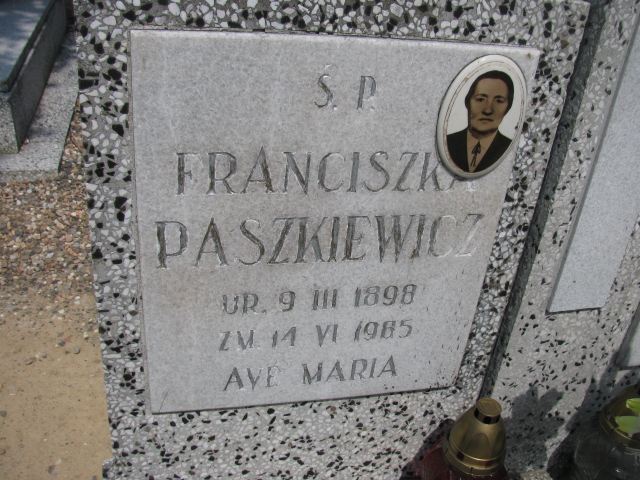 Ś. P.
FRANCISZKA
PASZKIEWICZ
UR. 9 III 1898
ZM. 14 VI 1985
AVE MARIA